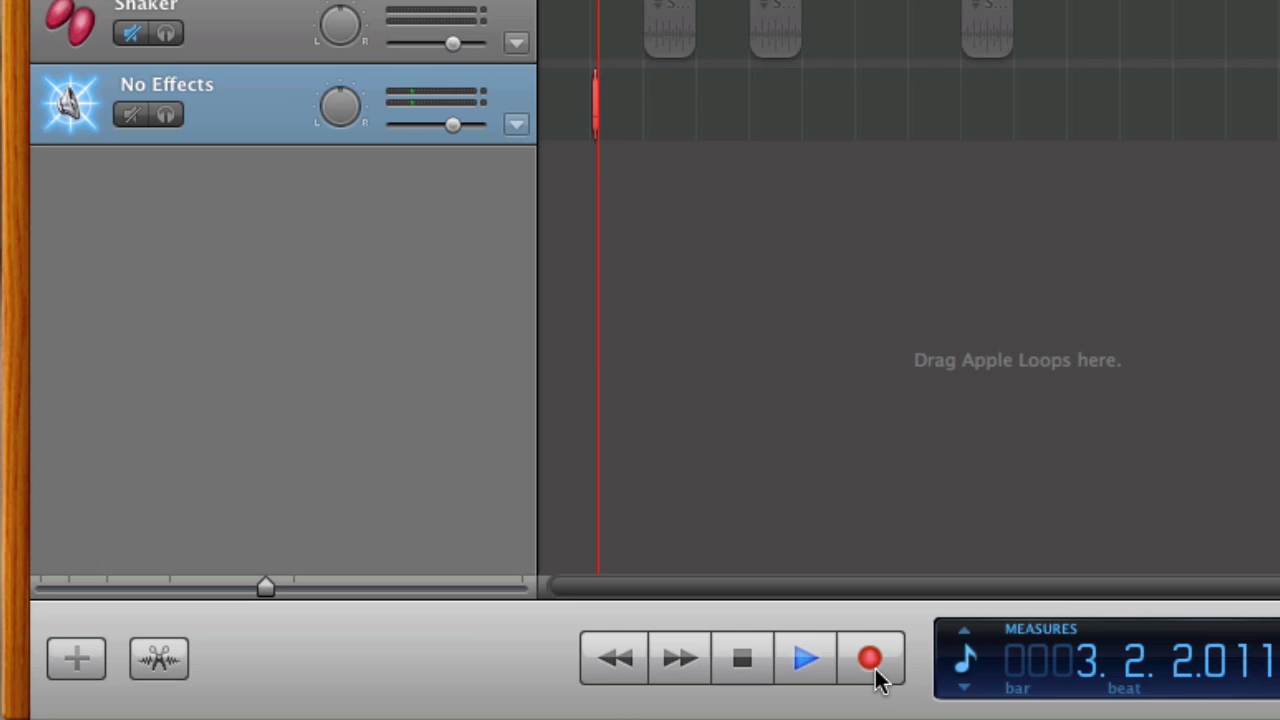 Shaker
S...
S...
S...
No Effects
L R
L R
Drag Apple Loops here.
MEASURES
0003. 2. 2.011
bar beat